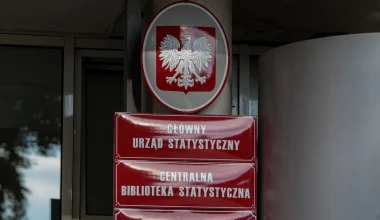 GŁÓWNY
URZĄD STATYSTYCZNY
CENTRALNA
BIBLIOTEKA STATYSTYCZNA